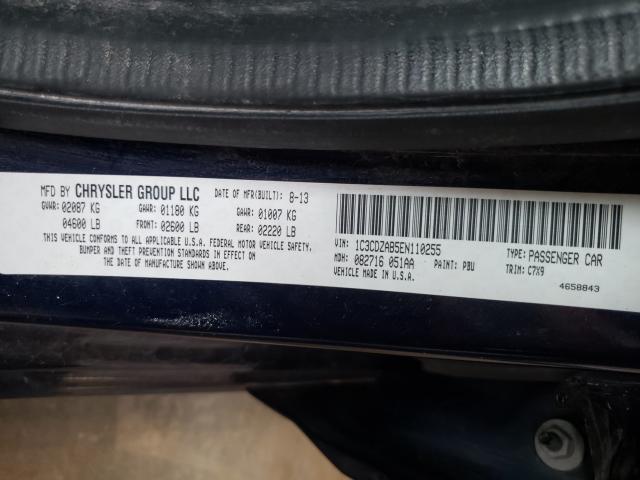 MFD BY CHRYSLER GROUP LLC DATE OF MFR(BUILT): 8-13
GVWR: 02087 KG GAWR: 01180 KG GAWR: 01007 KG
04600 LB FRONT: 02600 LB REAR: 02220 LB
THIS VEHICLE CONFORMS TO ALL APPLICABLE U.S.A. FEDERAL MOTOR VEHICLE SAFETY,
BUMPER AND THEFT PREVENTION STANDARDS IN EFFECT ON
THE DATE OF MANUFACTURE SHOWN ABOVE.
VIN: 1C3CDZAB5EN110255 TYPE: PASSENGER CAR
MDH: 082716 051AA PAINT: PBU TRIM: C7X9
VEHICLE MADE IN U.S.A.
4658843